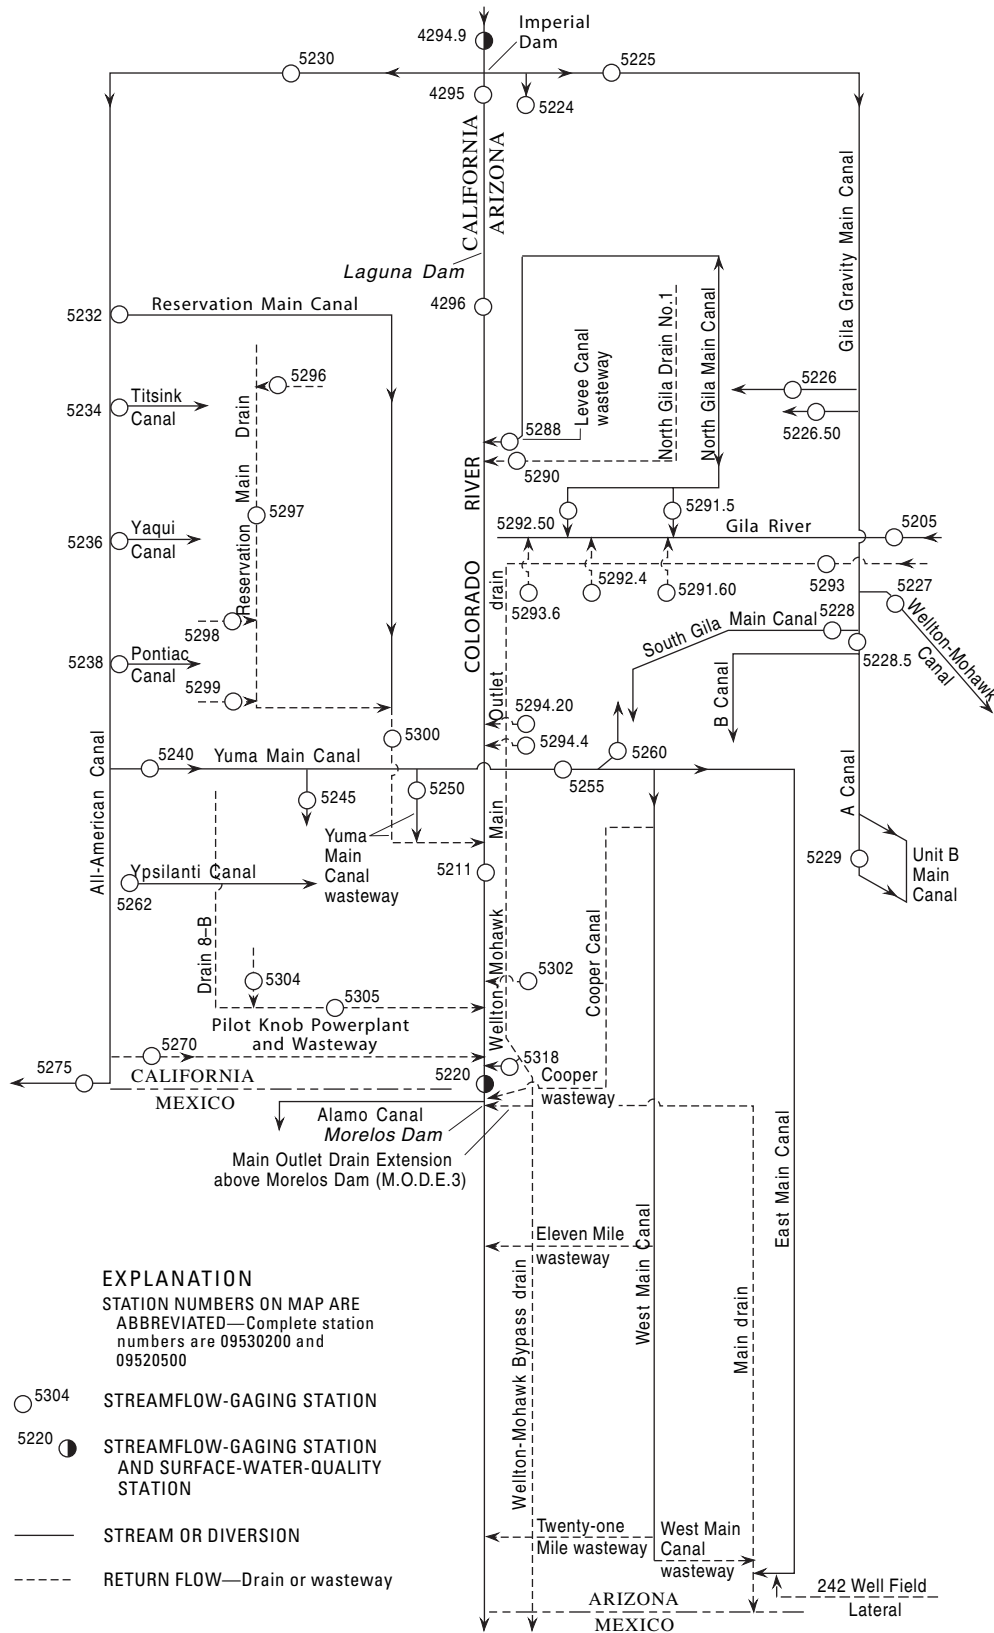 4294.9
Imperial
Dam
5230
5225
4295
5224
CALIFORNIA
ARIZONA
Gila Gravity Main Canal
Laguna Dam
Reservation Main Canal
5232
4296
North Gila Drain No.1
North Gila Main Canal
Levee Canal
wasteway
5296
5226
5234
Titsink
Canal
Drain
5226.50
5288
5290
RIVER
Main
5297
5291.5
5292.50
Gila River
5205
5236
Yaqui
Canal
Reservation
COLORADO
drain
5293.6
5292.4
5291.60
5293
5227
5298
5228
South Gila Main Canal
Wellton-Mohawk
Canal
5228.5
5238
Pontiac
Canal
5299
B Canal
Outlet
5294.20
5300
5294.4
5260
All-American Canal
5240
Yuma Main Canal
5255
5245
5250
A Canal
Main
Yuma
Main
Canal
wasteway
5211
5229
Unit B
Main
Canal
Ypsilanti Canal
5262
Drain 8–B
Wellton-Mohawk
Cooper Canal
5304
5302
5305
Pilot Knob Powerplant
and Wasteway
5270
5318
5275
CALIFORNIA
MEXICO
5220
Cooper
wasteway
Alamo Canal
Morelos Dam
Main Outlet Drain Extension
above Morelos Dam (M.O.D.E.3)
East Main Canal
West Main Canal
Eleven Mile
wasteway
Wellton-Mohawk Bypass drain
Main drain
EXPLANATION
STATION NUMBERS ON MAP ARE
ABBREVIATED—Complete station
numbers are 09530200 and
09520500
5304
STREAMFLOW-GAGING STATION
5220
STREAMFLOW-GAGING STATION
AND SURFACE-WATER-QUALITY
STATION
STREAM OR DIVERSION
RETURN FLOW—Drain or wasteway
Twenty-one
Mile wasteway
West Main
Canal
wasteway
242 Well Field
Lateral
ARIZONA
MEXICO